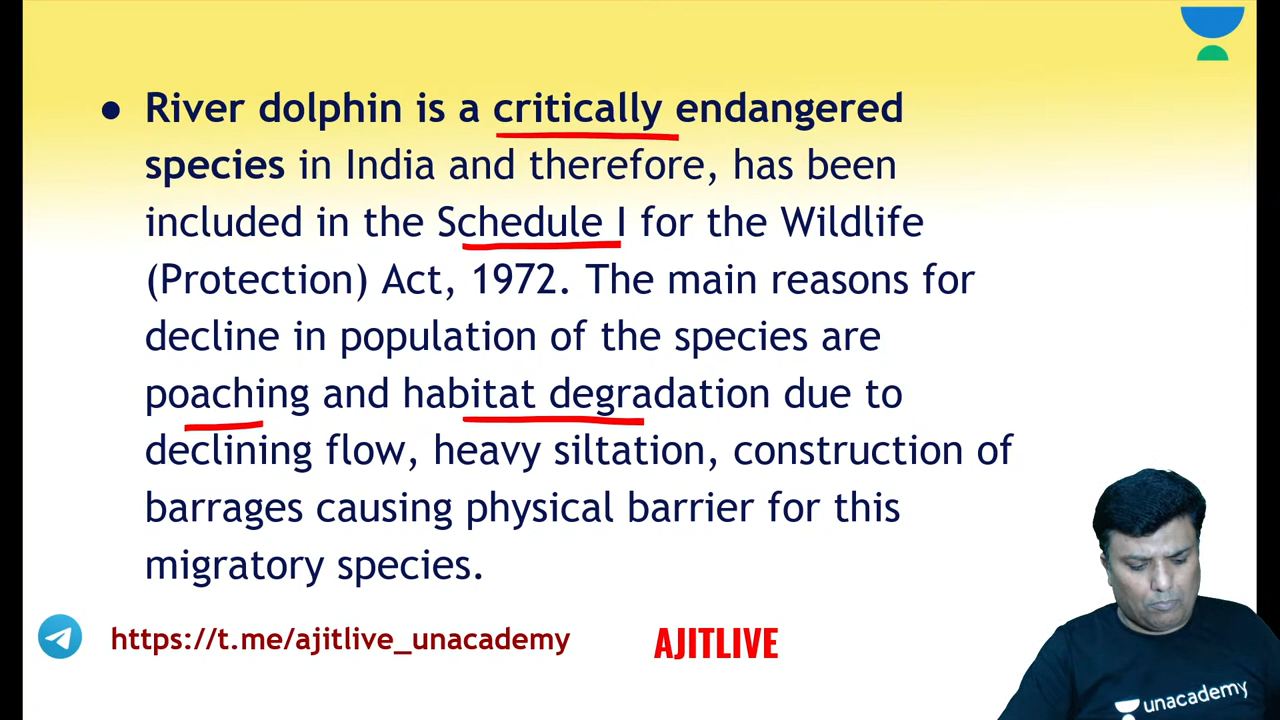 ● River dolphin is a critically endangered
species in India and therefore, has been
included in the Schedule I for the Wildlife
(Protection) Act, 1972. The main reasons for
decline in population of the species are
poaching and habitat degradation due to
declining flow, heavy siltation, construction of
barrages causing physical barrier for this
migratory species.
https://t.me/ajitlive_unacademy
AJITLIVE
unacademy